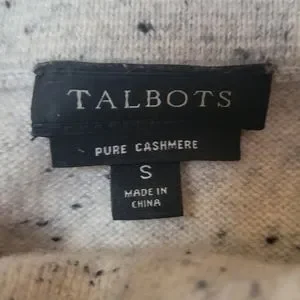 TALBOTS
PURE CASHMERE
S
MADE IN
CHINA